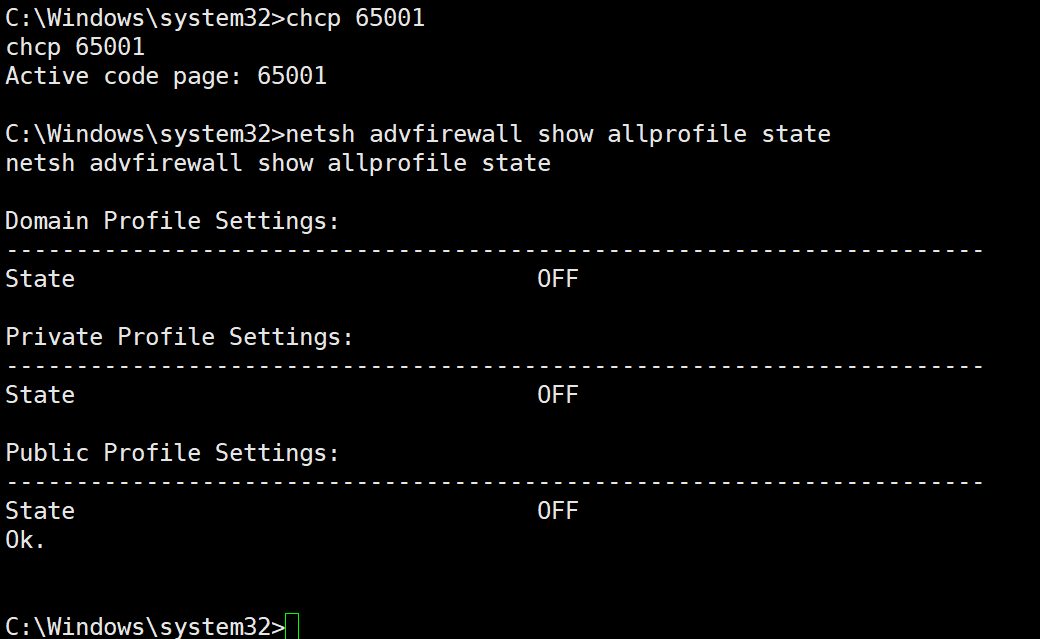 C:\Windows\system32>chcp 65001
chcp 65001
Active code page: 65001
C:\Windows\system32>netsh advfirewall show allprofile state
netsh advfirewall show allprofile state
Domain Profile Settings:
----------------------------------------------------------------------
State                                 OFF
Private Profile Settings:
----------------------------------------------------------------------
State                                 OFF
Public Profile Settings:
----------------------------------------------------------------------
State                                 OFF
Ok.
C:\Windows\system32>